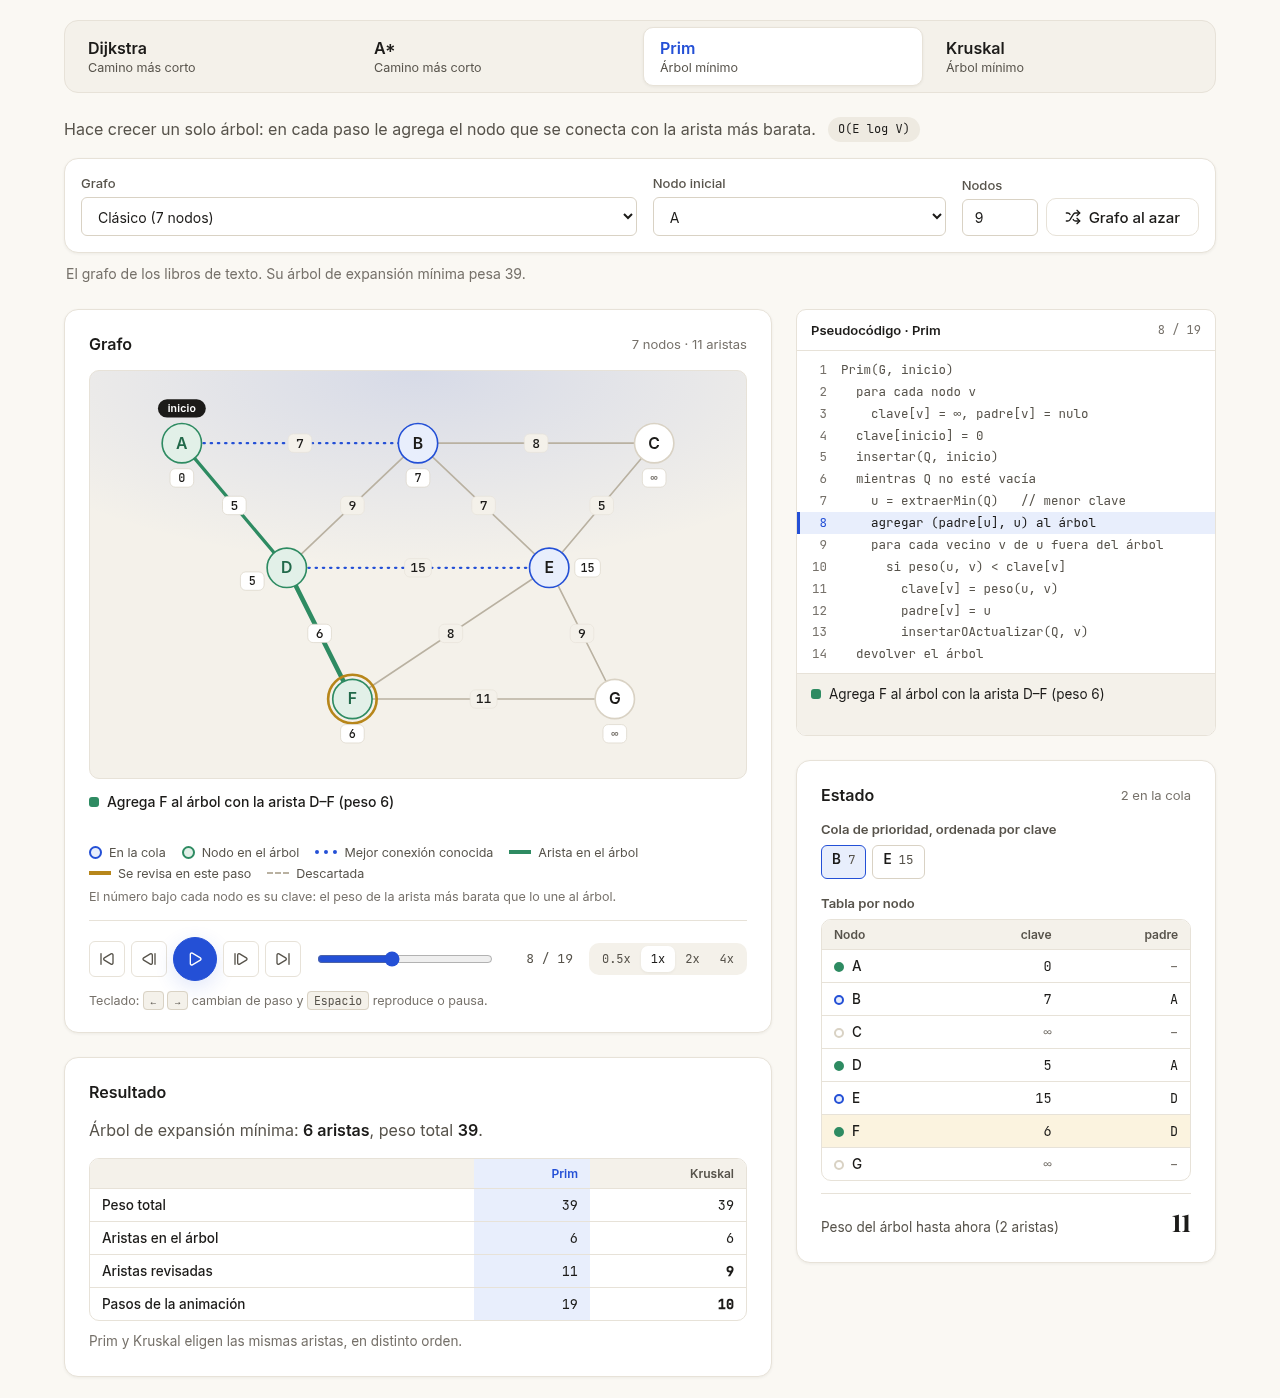 Dijkstra
Camino más corto
A*
Camino más corto
Prim
Árbol mínimo
Kruskal
Árbol mínimo
Hace crecer un solo árbol: en cada paso le agrega el nodo que se conecta con la arista más barata. O(E log V)
Grafo
Clásico (7 nodos)
Nodo inicial
A
Nodos
9
Grafo al azar
El grafo de los libros de texto. Su árbol de expansión mínima pesa 39.
Grafo
7 nodos · 11 aristas
inicio
A 7 B 8 C
0 7 ∞
5 9 7 5
D 15 E 15
5
6 8 9
F 11 G
6 ∞
Agrega F al árbol con la arista D–F (peso 6)
En la cola Nodo en el árbol Mejor conexión conocida Arista en el árbol
Se revisa en este paso Descartada
El número bajo cada nodo es su clave: el peso de la arista más barata que lo une al árbol.
8 / 19 0.5x 1x 2x 4x
Teclado: ← → cambian de paso y Espacio reproduce o pausa.
Resultado
Árbol de expansión mínima: 6 aristas, peso total 39.
Prim Kruskal
Peso total 39 39
Aristas en el árbol 6 6
Aristas revisadas 11 9
Pasos de la animación 19 10
Prim y Kruskal eligen las mismas aristas, en distinto orden.
Pseudocódigo · Prim 8 / 19
1 Prim(G, inicio)
2 para cada nodo v
3 clave[v] = ∞, padre[v] = nulo
4 clave[inicio] = 0
5 insertar(Q, inicio)
6 mientras Q no esté vacía
7 u = extraerMin(Q) // menor clave
8 agregar (padre[u], u) al árbol
9 para cada vecino v de u fuera del árbol
10 si peso(u, v) < clave[v]
11 clave[v] = peso(u, v)
12 padre[v] = u
13 insertarOActualizar(Q, v)
14 devolver el árbol
Agrega F al árbol con la arista D–F (peso 6)
Estado 2 en la cola
Cola de prioridad, ordenada por clave
B 7 E 15
Tabla por nodo
Nodo clave padre
A 0 –
B 7 A
C ∞ –
D 5 A
E 15 D
F 6 D
G ∞ –
Peso del árbol hasta ahora (2 aristas) 11